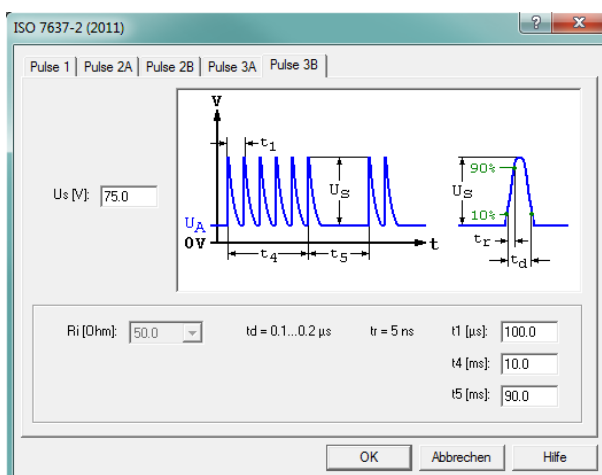 ISO 7637-2 (2011)
Pulse 1 Pulse 2A Pulse 2B Pulse 3A Pulse 3B
Us [V]: 75.0
V
t1
US
UA
0V
t
t4
t5
US
90%
10%
tr
td
Ri [Ohm]: 50.0 td = 0.1...0.2 µs tr = 5 ns t1 [µs]: 100.0
t4 [ms]: 10.0
t5 [ms]: 90.0
OK Abbrechen Hilfe